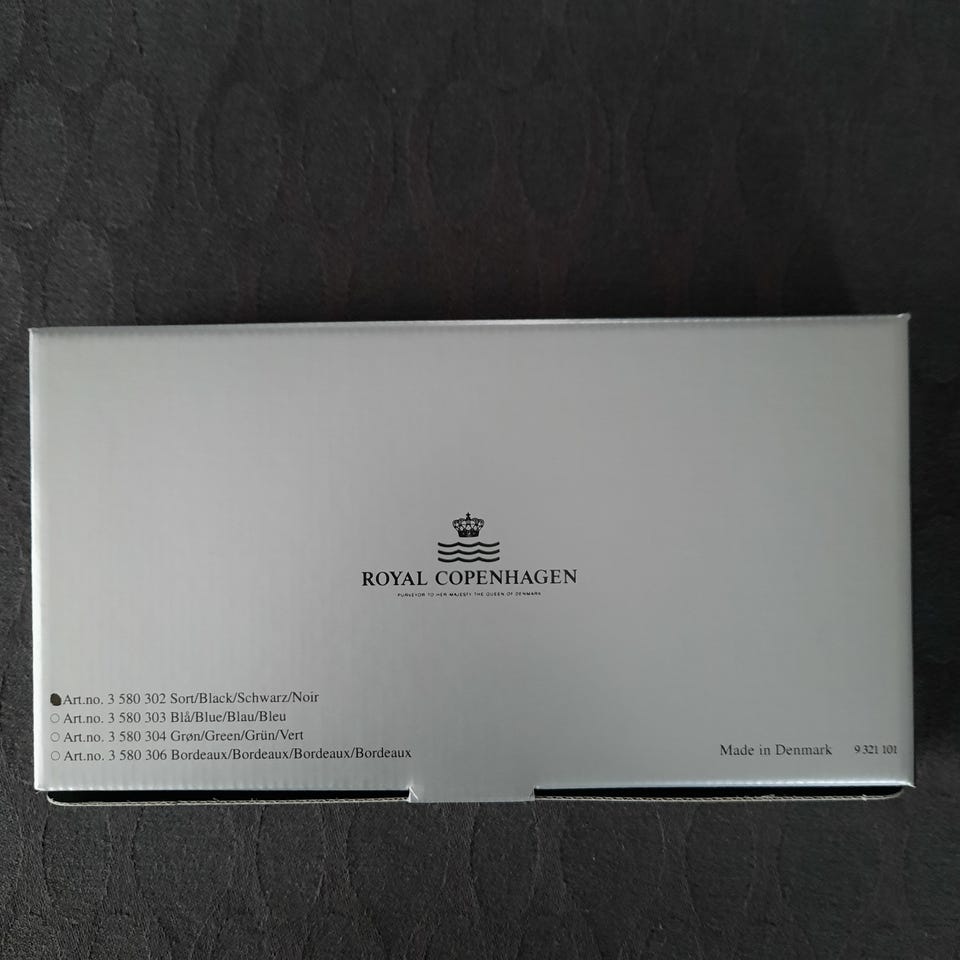 ROYAL COPENHAGEN
PURVEYOR TO HER MAJESTY THE QUEEN OF DENMARK
Art.no. 3 580 302 Sort/Black/Schwarz/Noir
Art.no. 3 580 303 Blå/Blue/Blau/Bleu
Art.no. 3 580 304 Grøn/Green/Grün/Vert
Art.no. 3 580 306 Bordeaux/Bordeaux/Bordeaux/Bordeaux
Made in Denmark 9 321 101